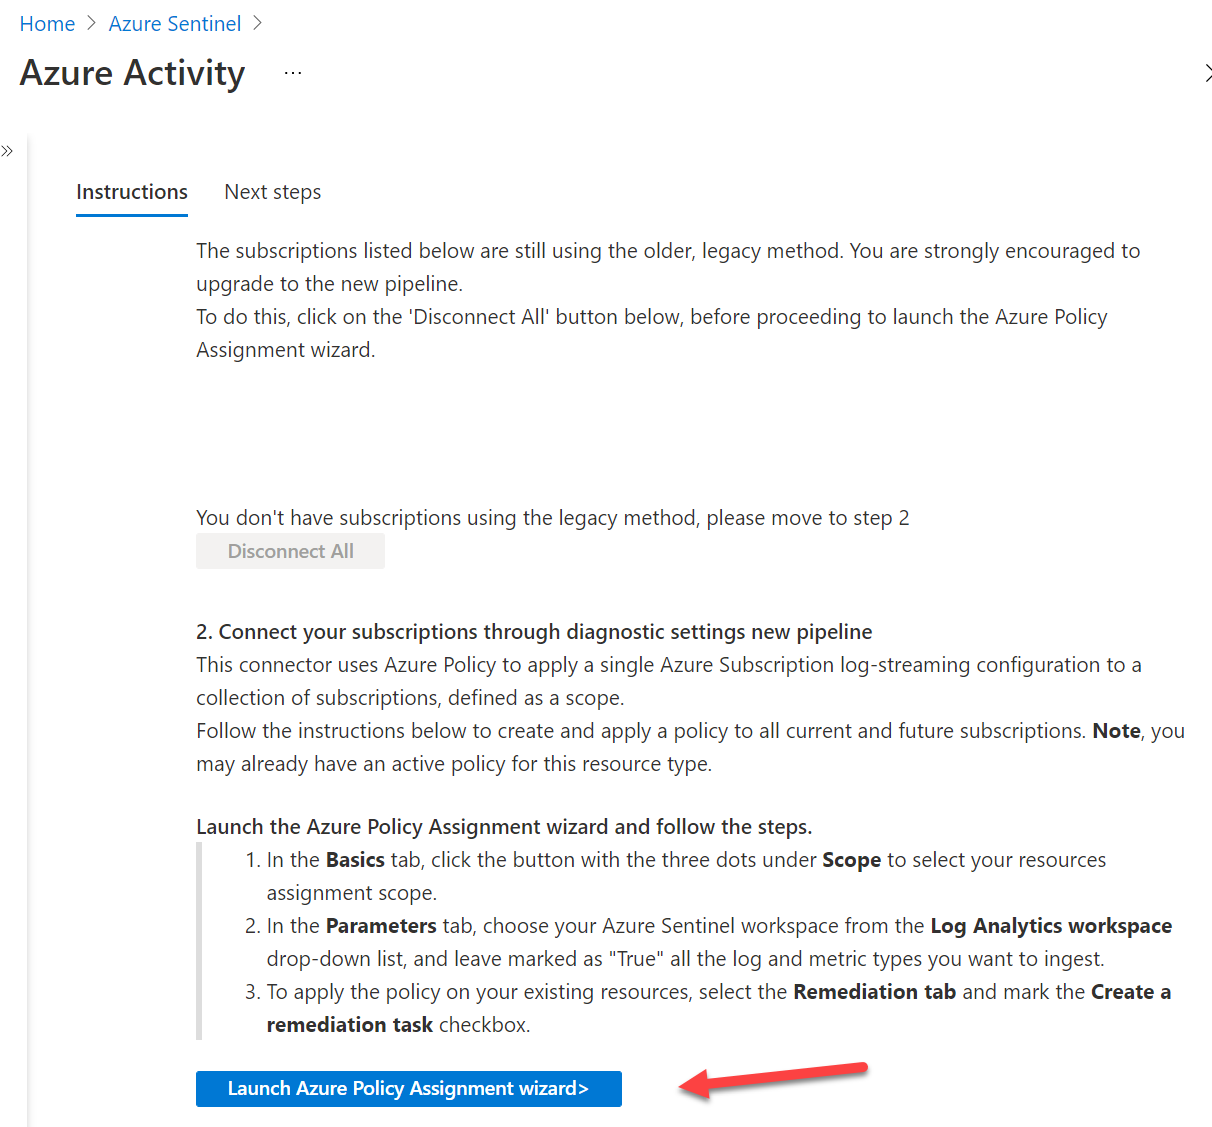 Home > Azure Sentinel >
Azure Activity ...
Instructions Next steps
The subscriptions listed below are still using the older, legacy method. You are strongly encouraged to
upgrade to the new pipeline.
To do this, click on the 'Disconnect All' button below, before proceeding to launch the Azure Policy
Assignment wizard.
You don't have subscriptions using the legacy method, please move to step 2
Disconnect All
2. Connect your subscriptions through diagnostic settings new pipeline
This connector uses Azure Policy to apply a single Azure Subscription log-streaming configuration to a
collection of subscriptions, defined as a scope.
Follow the instructions below to create and apply a policy to all current and future subscriptions. Note, you
may already have an active policy for this resource type.
Launch the Azure Policy Assignment wizard and follow the steps.
1. In the Basics tab, click the button with the three dots under Scope to select your resources
assignment scope.
2. In the Parameters tab, choose your Azure Sentinel workspace from the Log Analytics workspace
drop-down list, and leave marked as "True" all the log and metric types you want to ingest.
3. To apply the policy on your existing resources, select the Remediation tab and mark the Create a
remediation task checkbox.
Launch Azure Policy Assignment wizard>